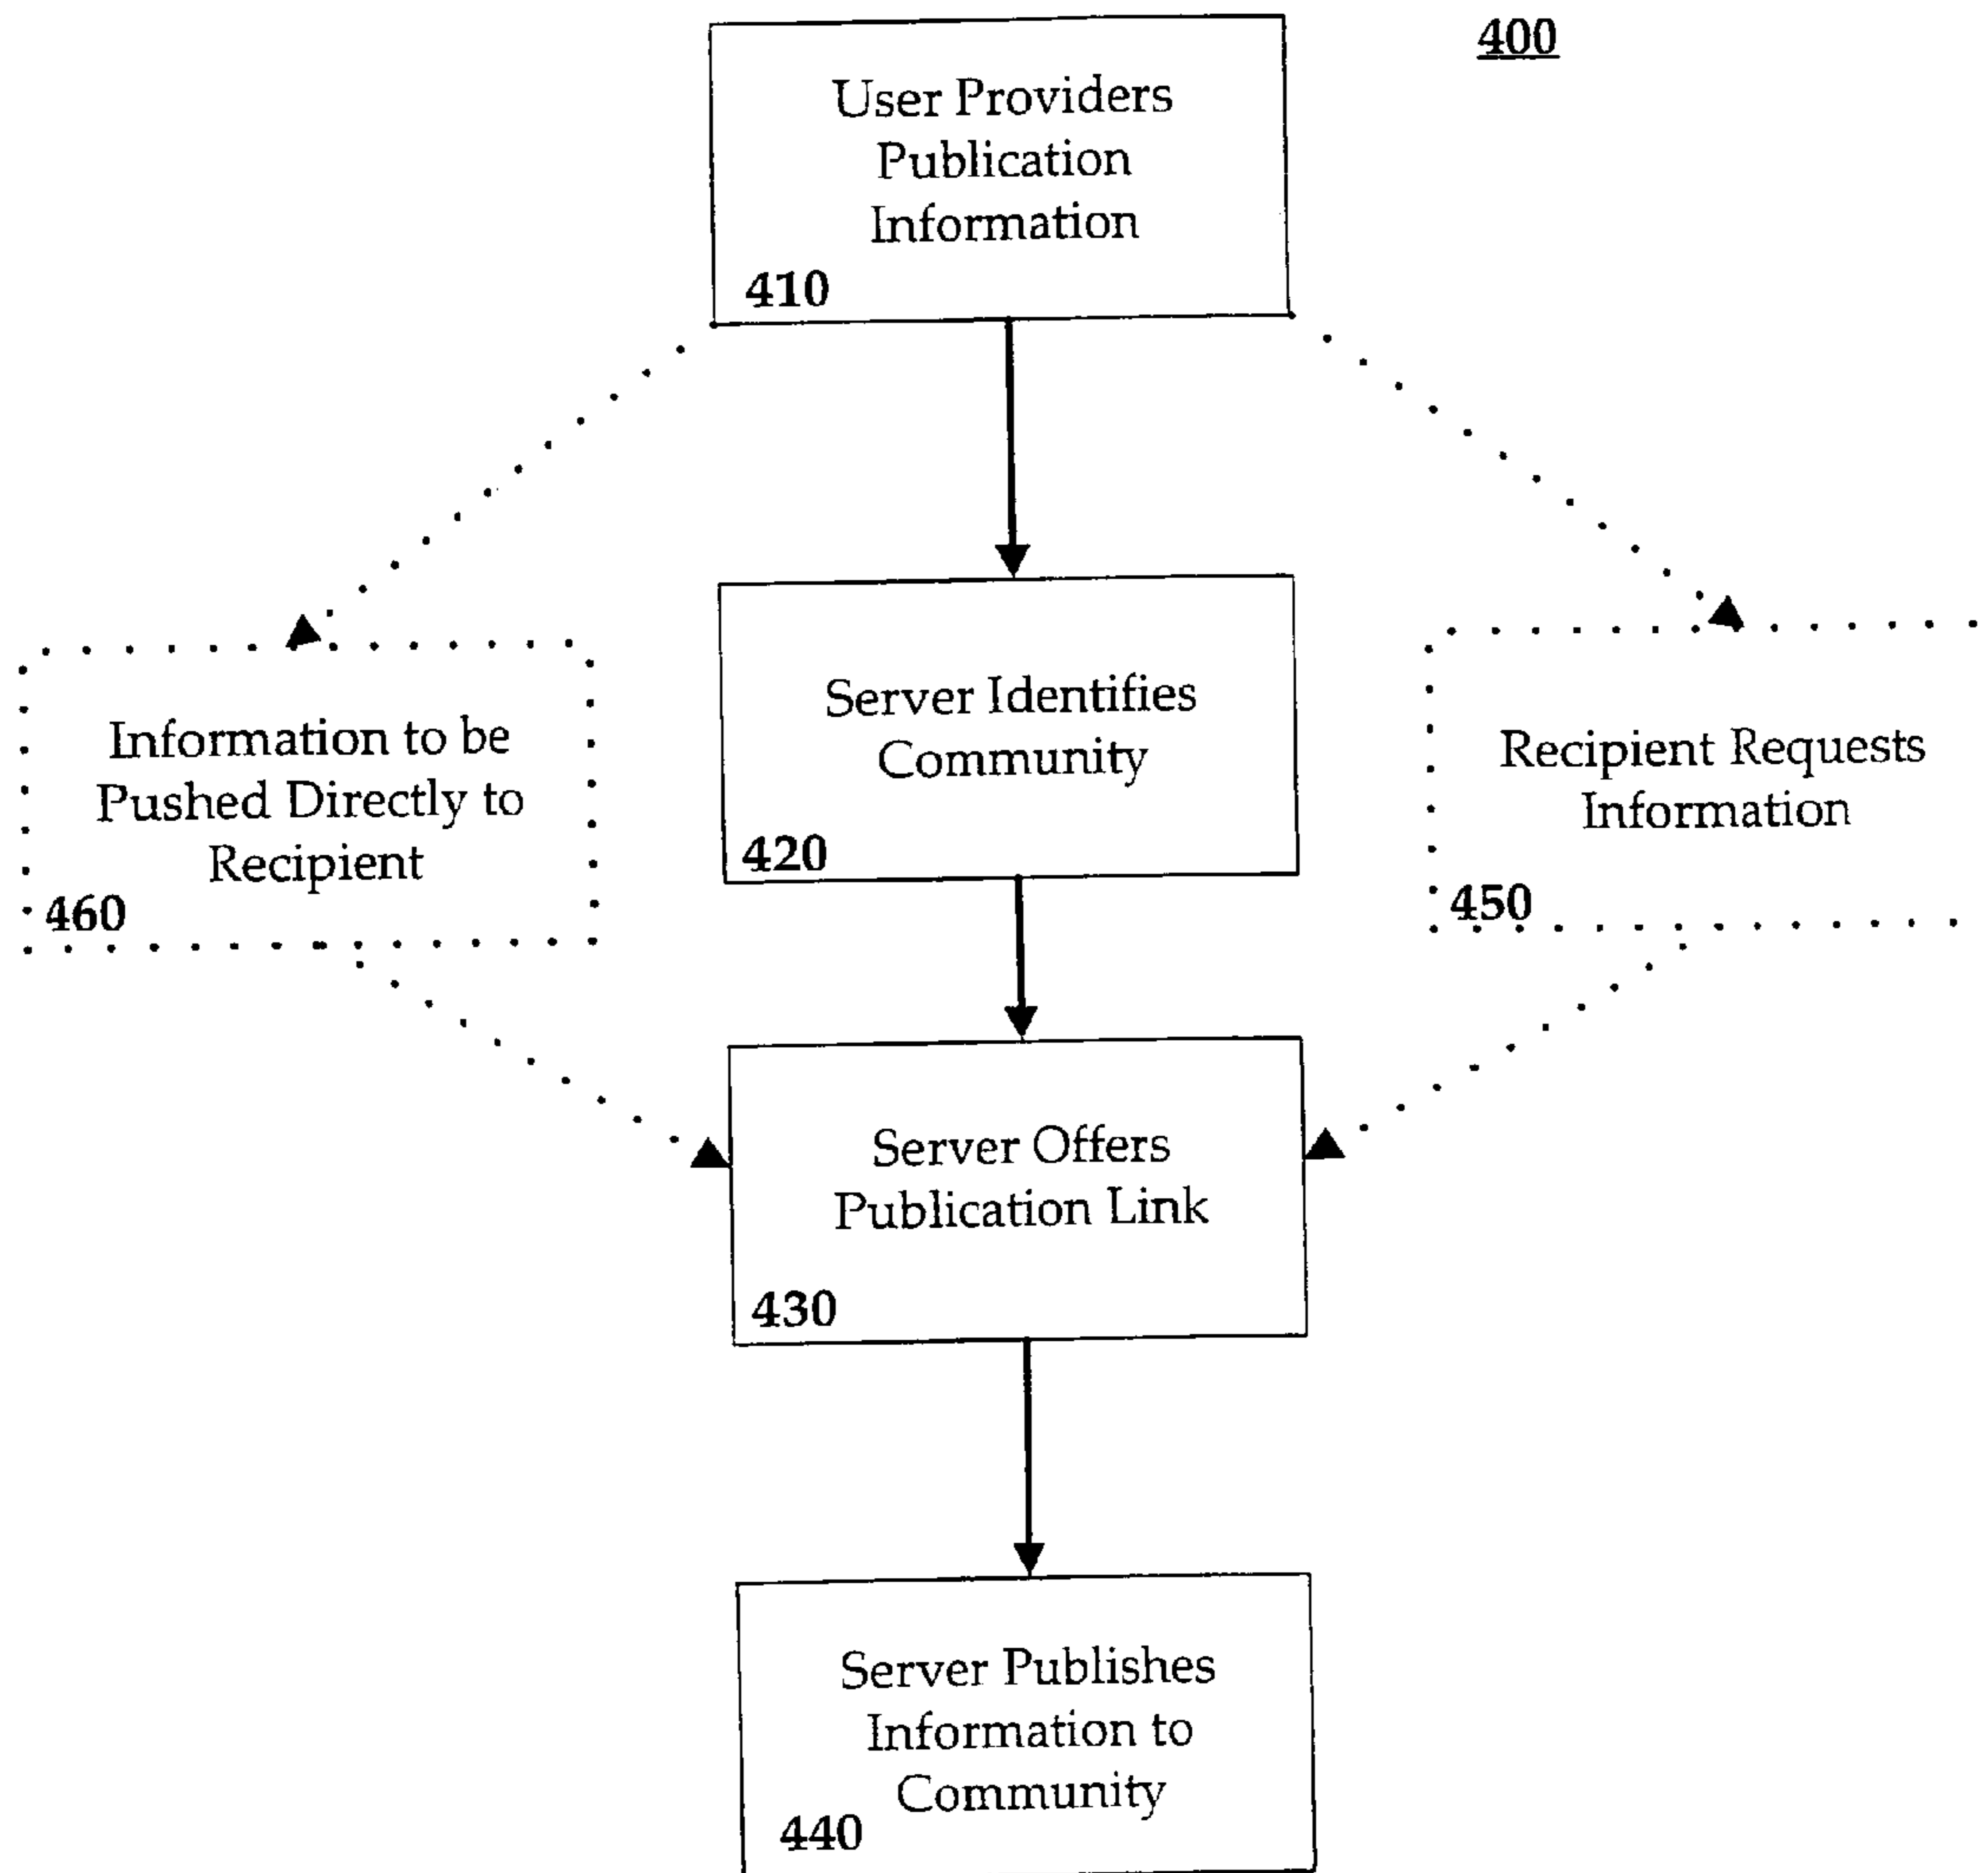 400
User Providers
Publication
Information
410
Server Identifies
Community
420
Information to be
Pushed Directly to
Recipient
460
Recipient Requests
Information
450
Server Offers
Publication Link
430
Server Publishes
Information to
Community
440